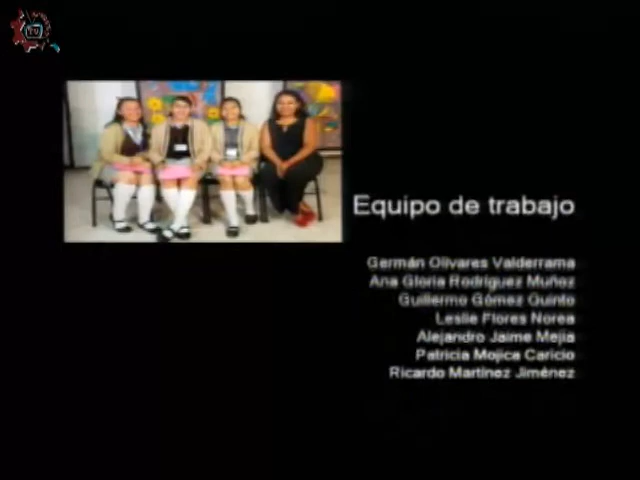 TU
Equipo de trabajo
Germán Olivares Valderrama
Ana Gloria Rodríguez Muñoz
Guillermo Gómez Quinto
Leslie Flores Norea
Alejandro Jaime Mejía
Patricia Mojica Caricio
Ricardo Martínez Jiménez